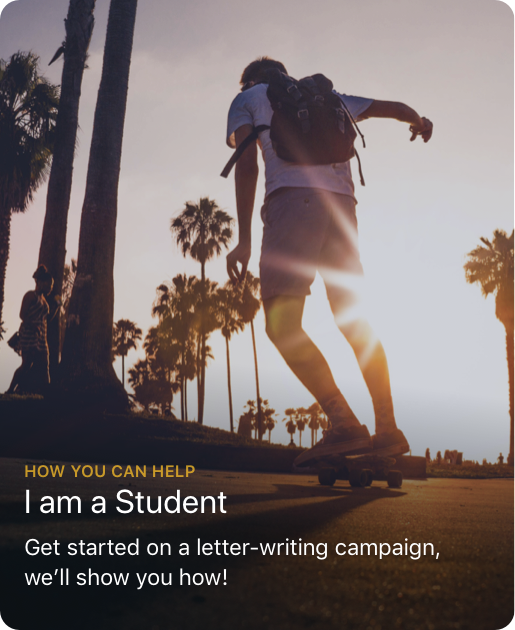 HOW YOU CAN HELP
I am a Student
Get started on a letter-writing campaign,
we’ll show you how!